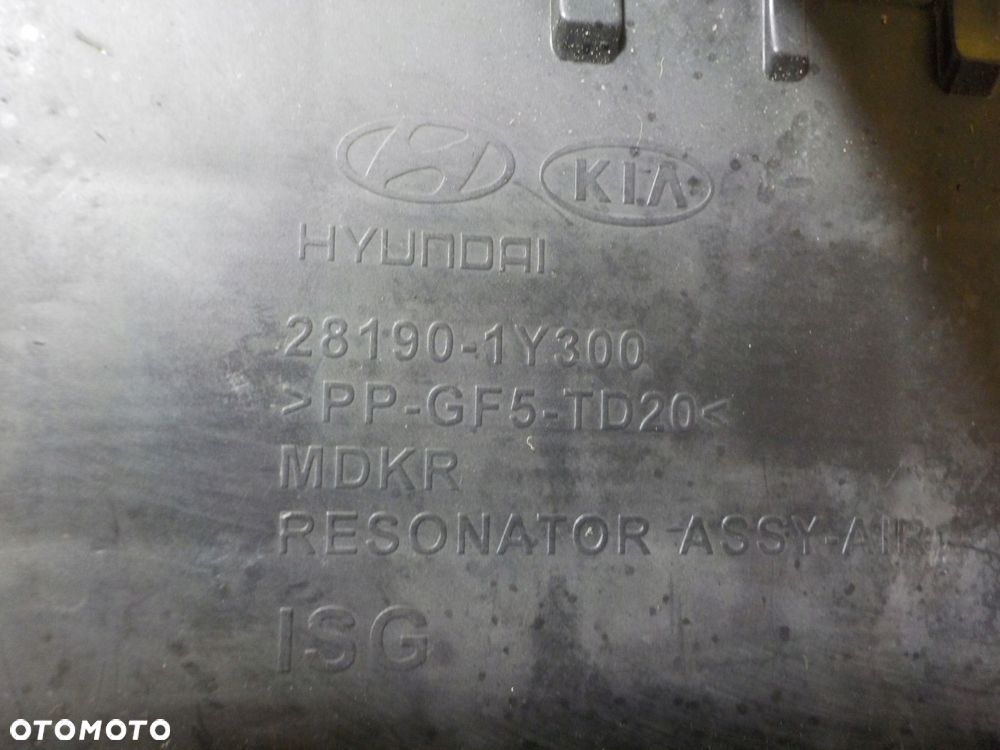 KIA
HYUNDAI
28190-1Y300
>PP-GF5-TD20<
MDKR
RESONATOR ASSY-AIR
ISG
OTOMOTO